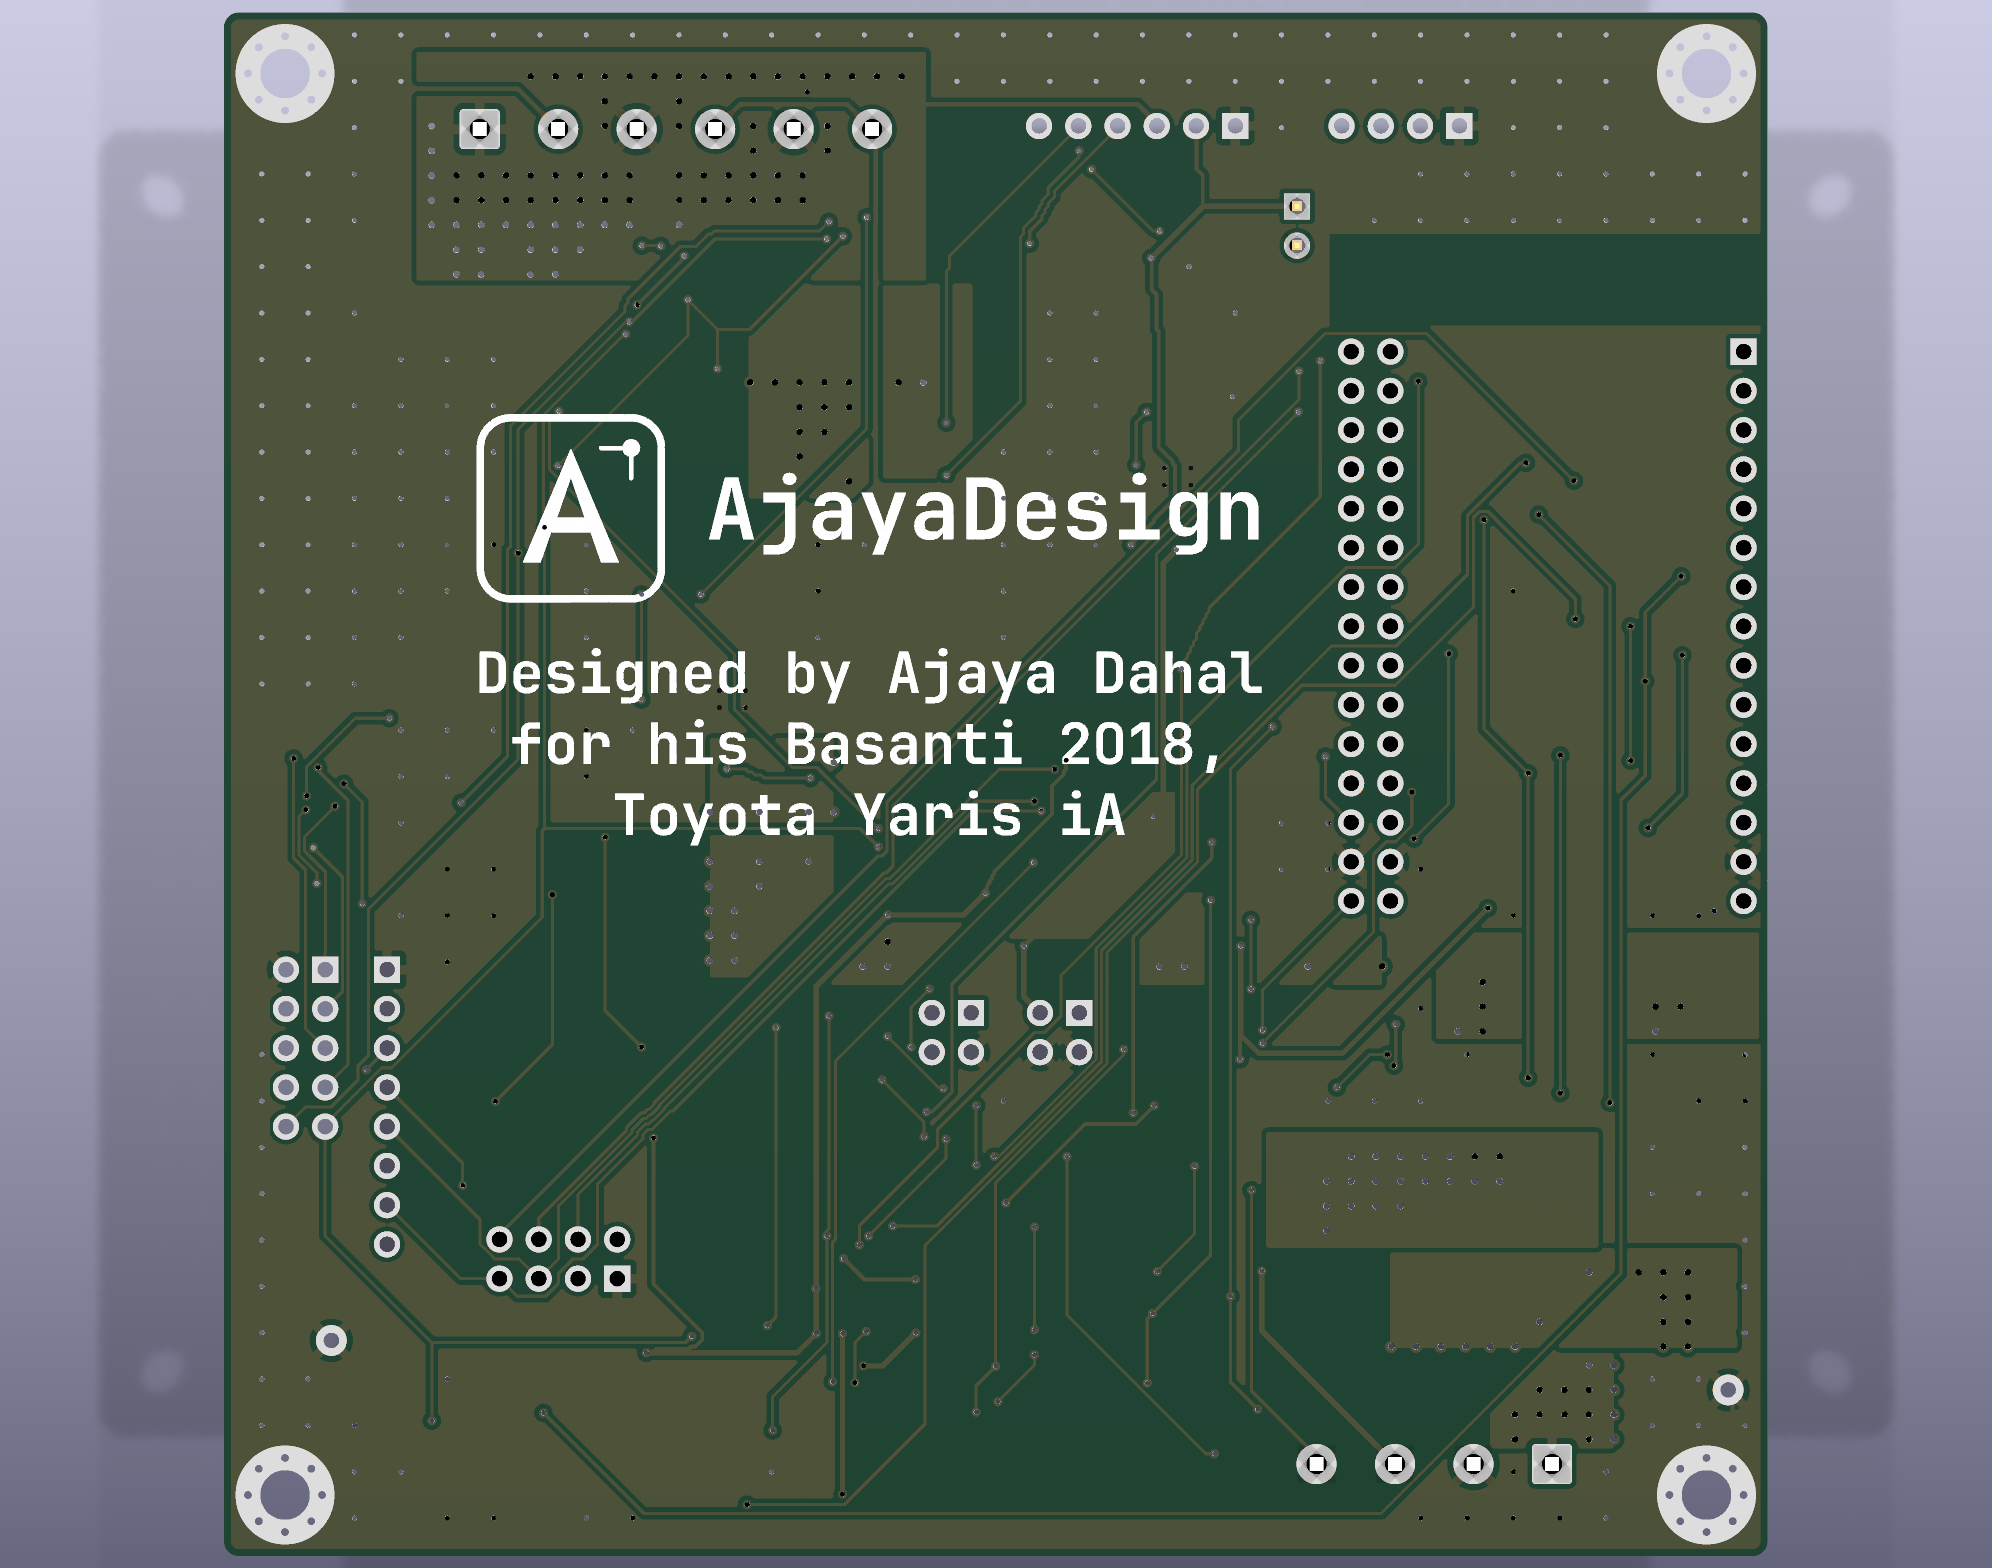 A
AjayaDesign
Designed by Ajaya Dahal
for his Basanti 2018,
Toyota Yaris iA